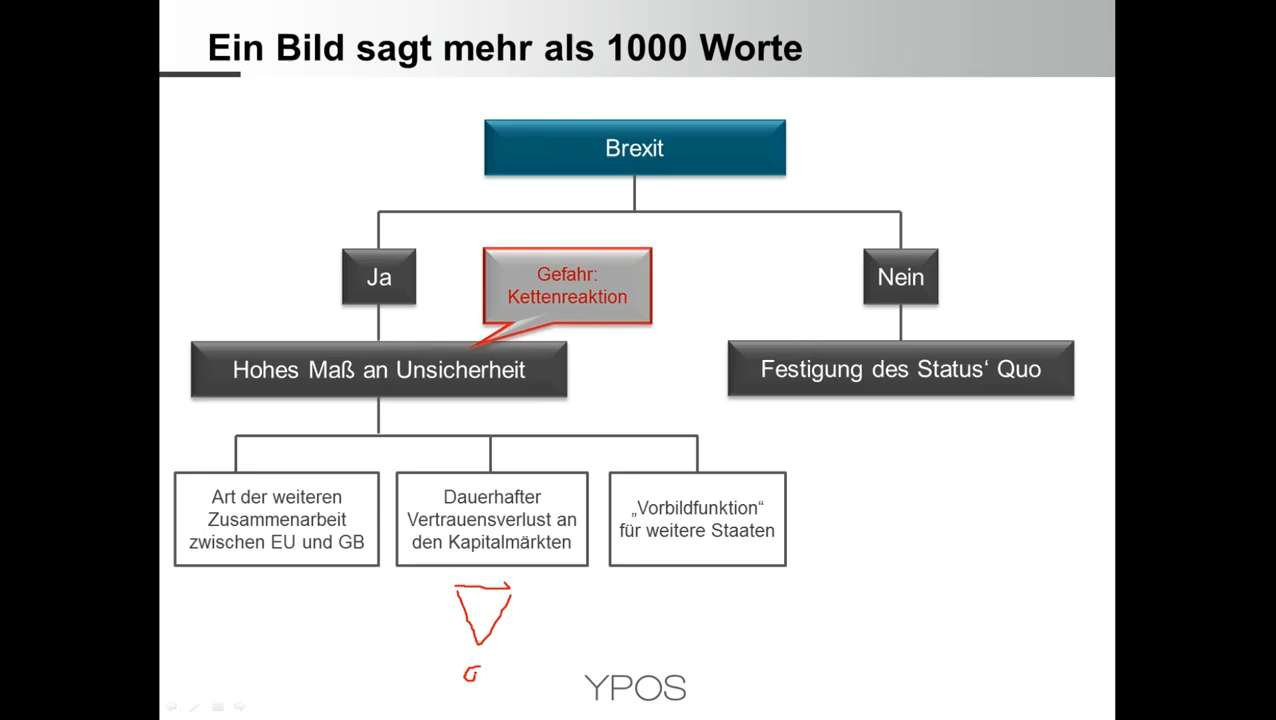 Ein Bild sagt mehr als 1000 Worte
Brexit
Ja
Gefahr:
Kettenreaktion
Nein
Hohes Maß an Unsicherheit
Festigung des Status‘ Quo
Art der weiteren
Zusammenarbeit
zwischen EU und GB
Dauerhafter
Vertrauensverlust an
den Kapitalmärkten
„Vorbildfunktion“
für weitere Staaten
YPOS